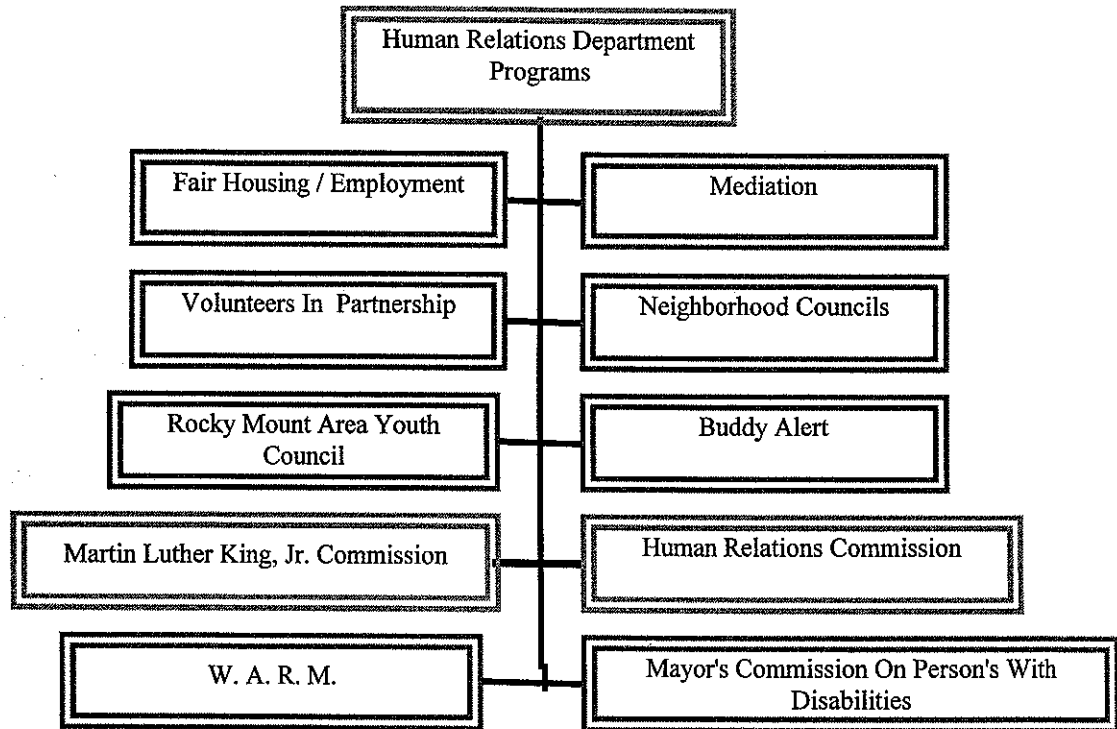 Human Relations Department
Programs
Fair Housing / Employment
Mediation
Volunteers In Partnership
Neighborhood Councils
Rocky Mount Area Youth
Council
Buddy Alert
Martin Luther King, Jr. Commission
Human Relations Commission
W. A. R. M.
Mayor's Commission On Person's With
Disabilities